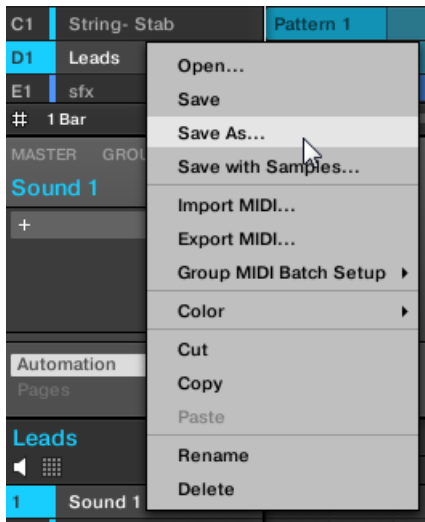 C1 String- Stab Pattern 1
D1 Leads
E1 sfx
1 Bar
MASTER
Sound 1
+
Automation
Pages
Leads
1 Sound 1
Open...
Save
Save As...
Save with Samples...
Import MIDI...
Export MIDI...
Group MIDI Batch Setup
Color
Cut
Copy
Paste
Rename
Delete